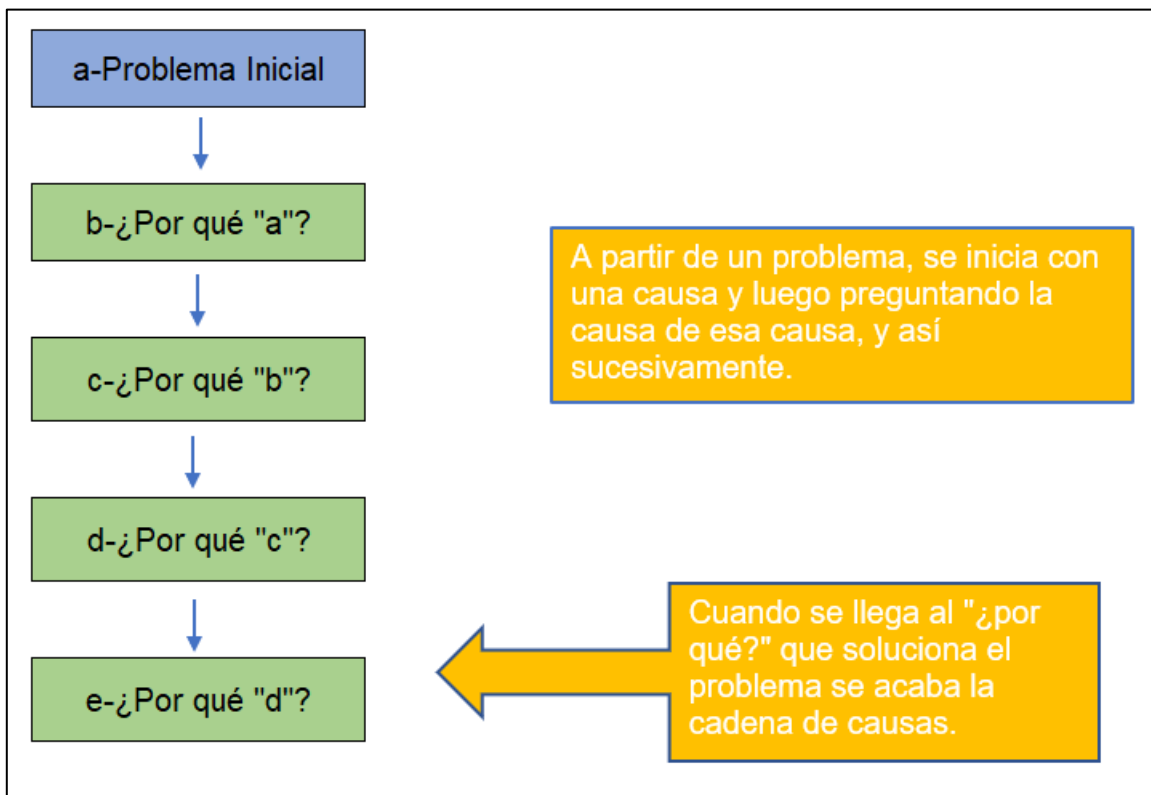 a-Problema Inicial
b-¿Por qué "a"?
A partir de un problema, se inicia con
una causa y luego preguntando la
causa de esa causa, y así
sucesivamente.
c-¿Por qué "b"?
d-¿Por qué "c"?
Cuando se llega al "¿por
qué?" que soluciona el
problema se acaba la
cadena de causas.
e-¿Por qué "d"?